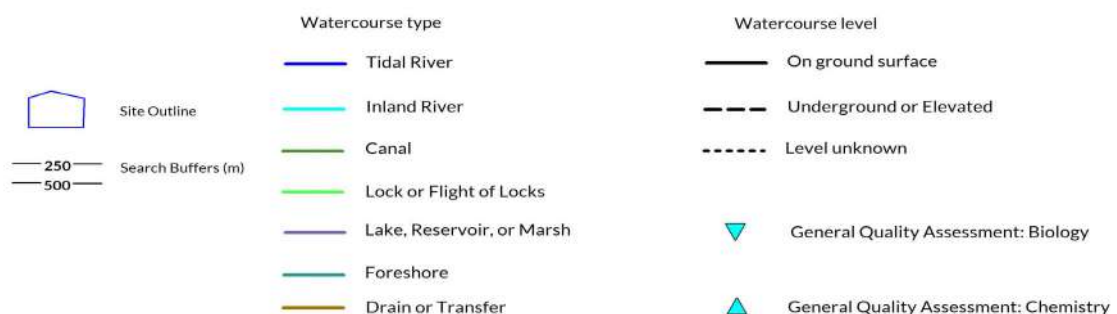 Watercourse type
Watercourse level
Tidal River
On ground surface
Site Outline
Inland River
Underground or Elevated
250
500
Search Buffers (m)
Canal
Level unknown
Lock or Flight of Locks
Lake, Reservoir, or Marsh
General Quality Assessment: Biology
Foreshore
Drain or Transfer
General Quality Assessment: Chemistry